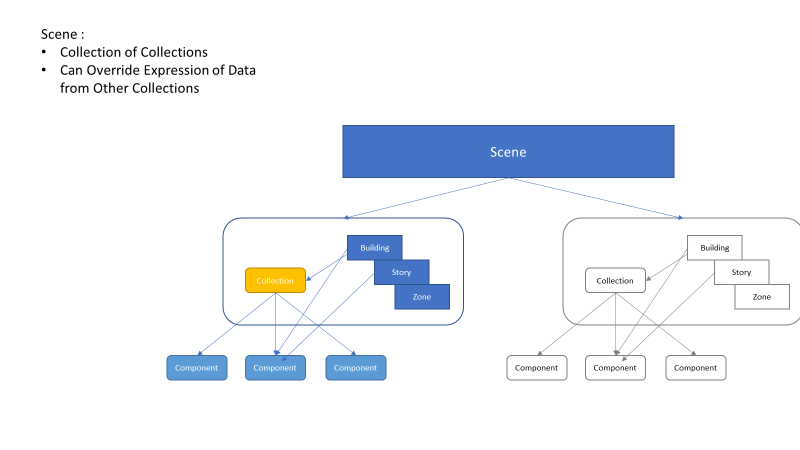 Scene :
• Collection of Collections
• Can Override Expression of Data
from Other Collections
Scene
Building
Story
Zone
Collection
Component
Component
Component
Building
Story
Zone
Collection
Component
Component
Component